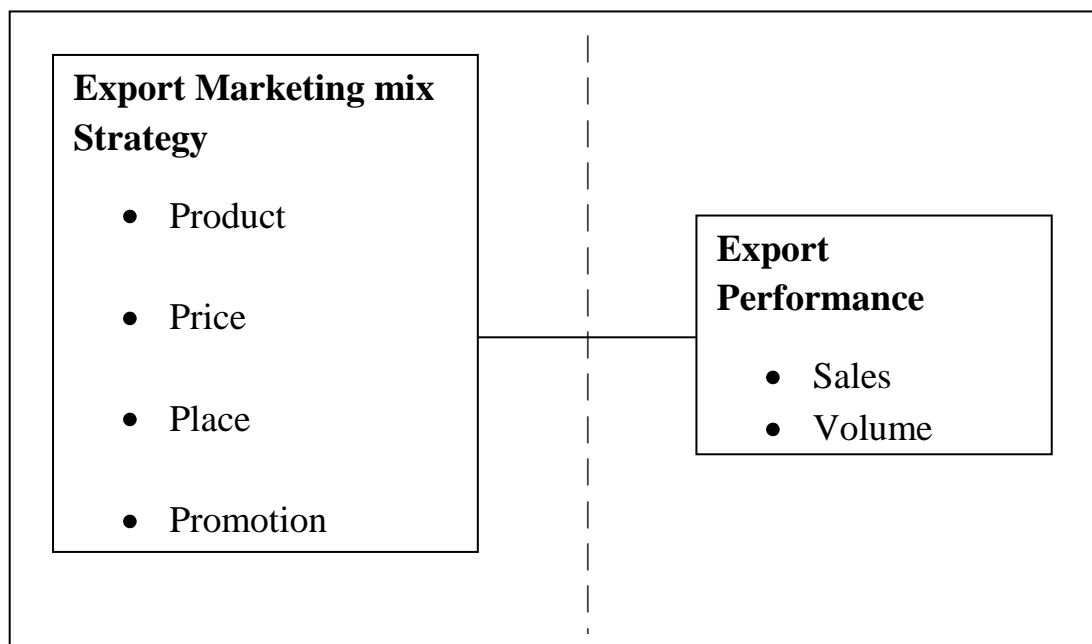 Export Marketing mix
Strategy
• Product
• Price
• Place
• Promotion
Export
Performance
• Sales
• Volume